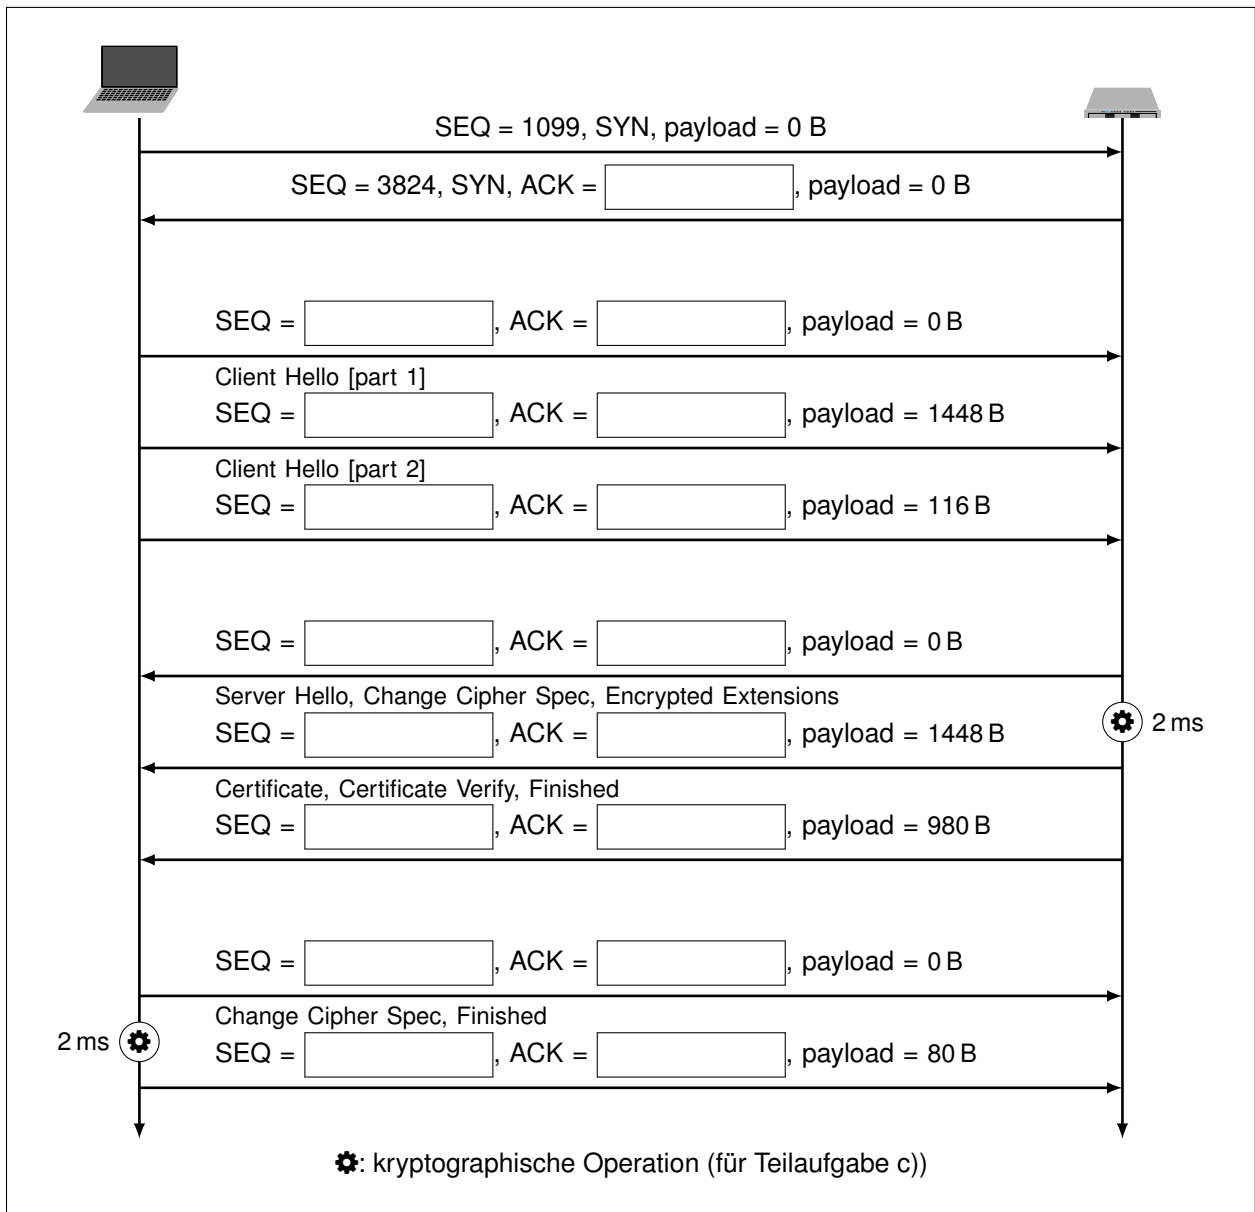 SEQ = 1099, SYN, payload = 0 B
SEQ = 3824, SYN, ACK = , payload = 0 B
SEQ = , ACK = , payload = 0 B
Client Hello [part 1]
SEQ = , ACK = , payload = 1448 B
Client Hello [part 2]
SEQ = , ACK = , payload = 116 B
SEQ = , ACK = , payload = 0 B
Server Hello, Change Cipher Spec, Encrypted Extensions
SEQ = , ACK = , payload = 1448 B
2 ms
Certificate, Certificate Verify, Finished
SEQ = , ACK = , payload = 980 B
SEQ = , ACK = , payload = 0 B
Change Cipher Spec, Finished
2 ms
SEQ = , ACK = , payload = 80 B
: kryptographische Operation (für Teilaufgabe c))